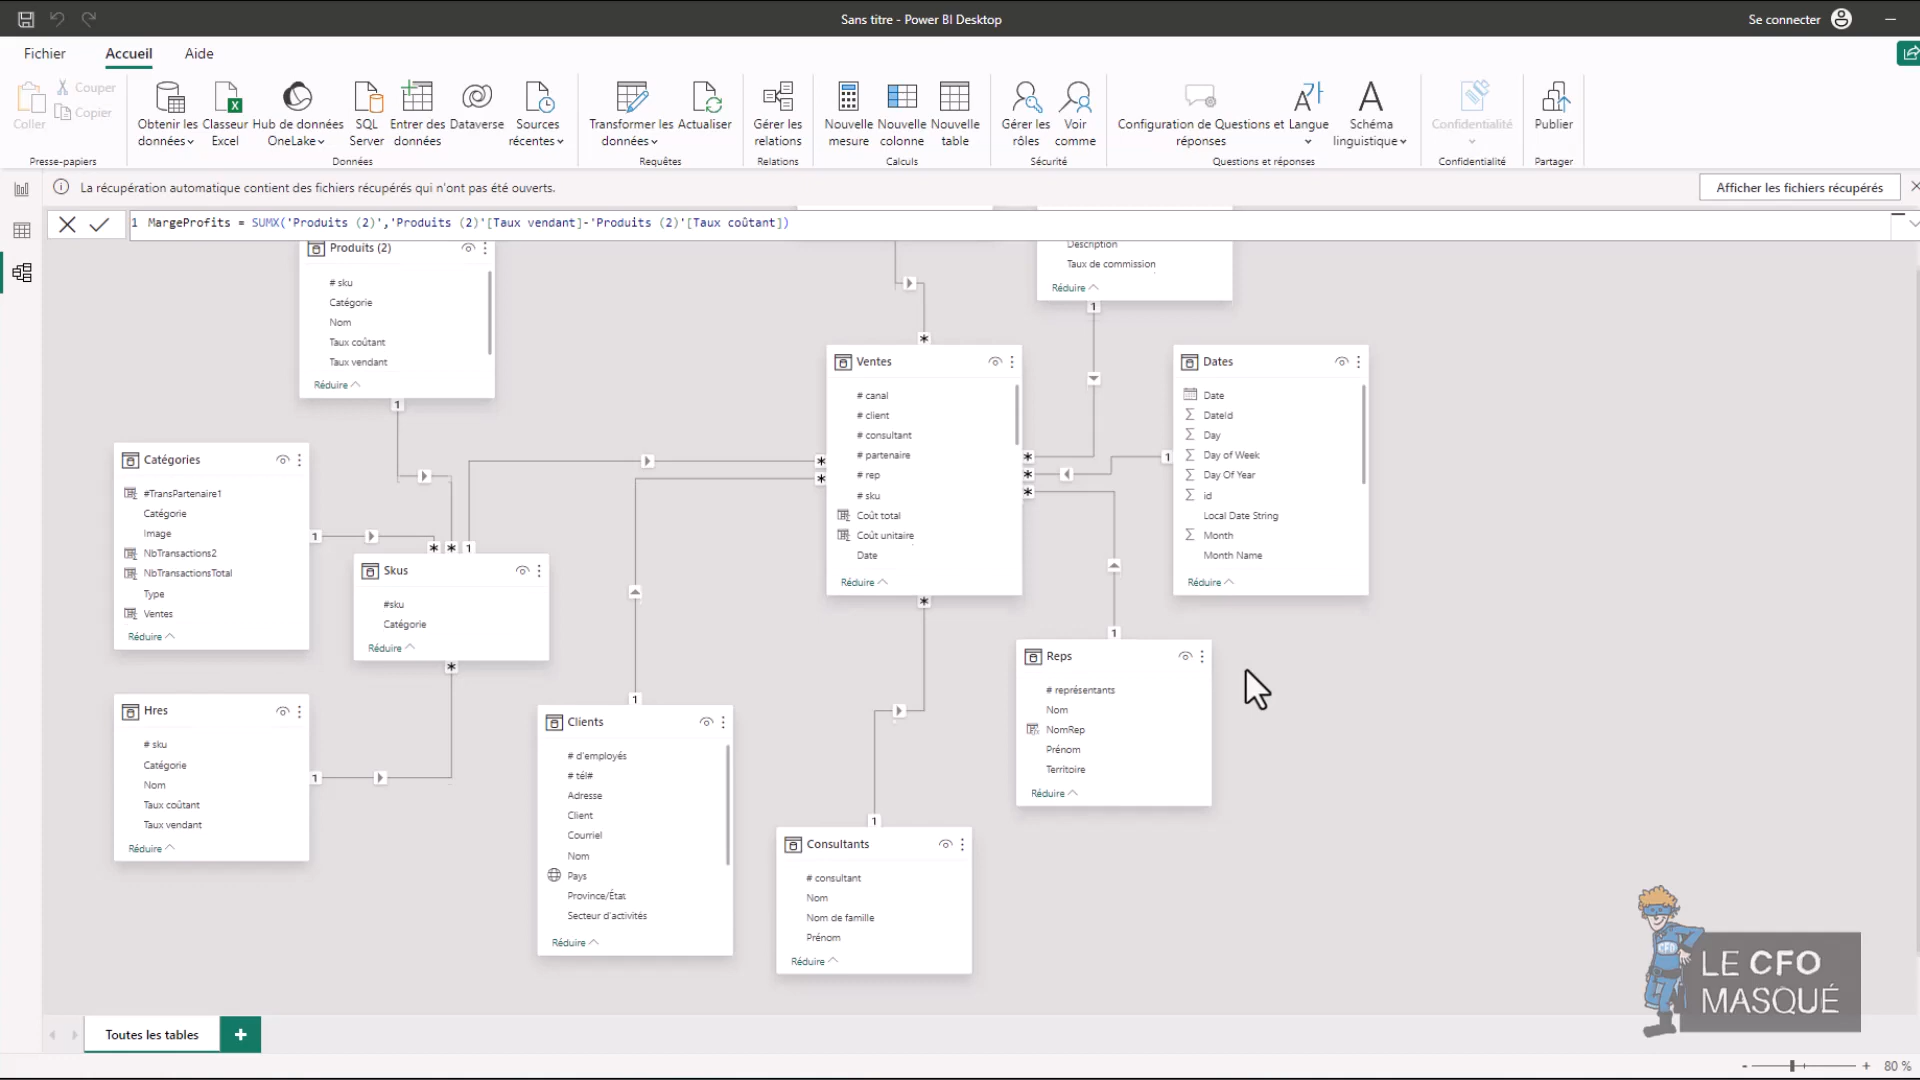 Sans titre - Power BI Desktop
Se connecter
Fichier
Accueil
Aide
Coller
Couper
Copier
Presse-papiers
Obtenir les données
Classeur Excel
Hub de données OneLake
SQL Server
Entrer des données
Dataverse
Sources récentes
Données
Transformer les données
Actualiser
Requêtes
Gérer les relations
Relations
Nouvelle mesure
Nouvelle colonne
Nouvelle table
Calculs
Gérer les rôles
Voir comme
Sécurité
Configuration de Questions et réponses
Langue
Schéma linguistique
Questions et réponses
Confidentialité
Confidentialité
Publier
Partager
La récupération automatique contient des fichiers récupérés qui n'ont pas été ouverts.
Afficher les fichiers récupérés
1 MargeProfits = SUMX('Produits (2)','Produits (2)'[Taux vendant]-'Produits (2)'[Taux coûtant])
Produits (2)
# sku
Catégorie
Nom
Taux coûtant
Taux vendant
Réduire
1
Description
Taux de commission
Réduire
1
*
Ventes
# canal
# client
# consultant
# partenaire
# rep
# sku
Coût total
Coût unitaire
Date
Réduire
*
*
*
*
*
*
Dates
Date
DateId
Day
Day of Week
Day Of Year
id
Local Date String
Month
Month Name
Réduire
1
Catégories
#TransPartenaire1
Catégorie
Image
NbTransactions2
NbTransactionsTotal
Type
Ventes
Réduire
1
* * 1
Skus
#sku
Catégorie
Réduire
*
Hres
# sku
Catégorie
Nom
Taux coûtant
Taux vendant
Réduire
1
1
Clients
# d'employés
# tél#
Adresse
Client
Courriel
Nom
Pays
Province/État
Secteur d'activités
Réduire
1
Consultants
# consultant
Nom
Nom de famille
Prénom
Réduire
1
Reps
# représentants
Nom
NomRep
Prénom
Territoire
Réduire
CFO
LE CFO
MASQUÉ
Toutes les tables
+
- + 80 %